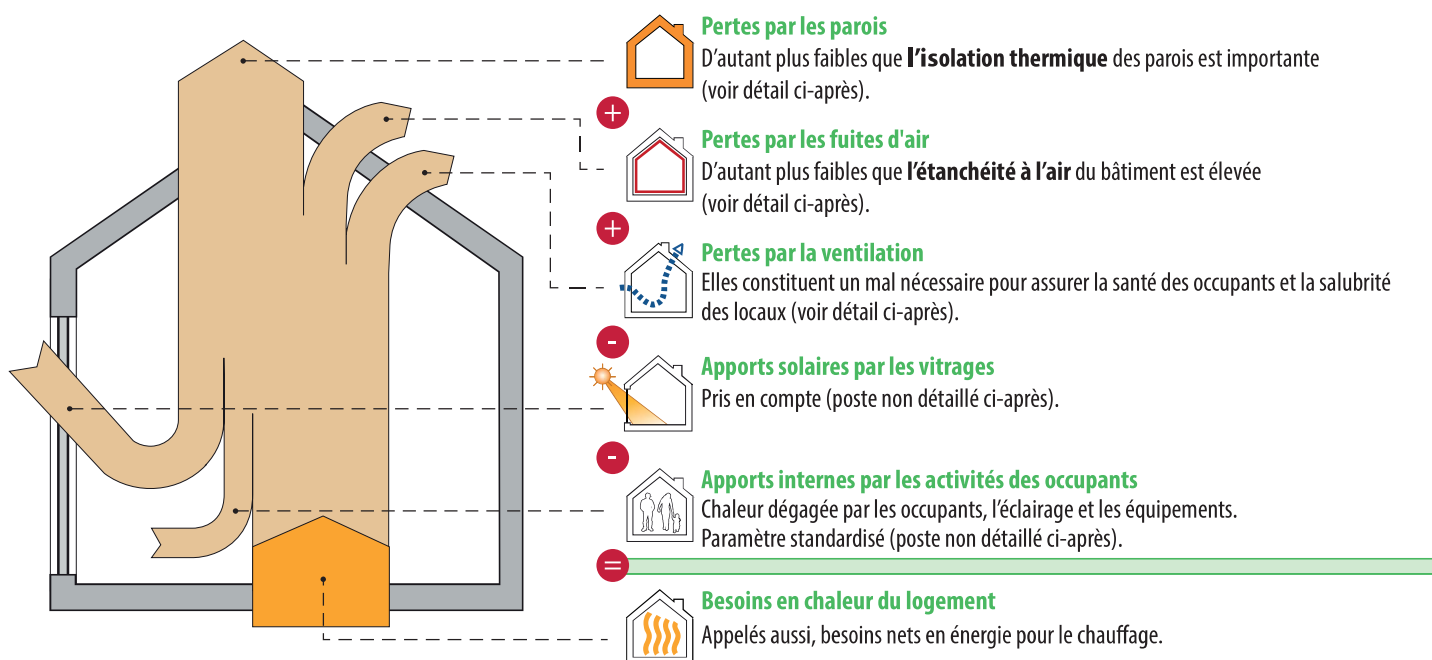 Pertes par les parois
D'autant plus faibles que l'isolation thermique des parois est importante
(voir détail ci-après).
+
Pertes par les fuites d'air
D'autant plus faibles que l'étanchéité à l'air du bâtiment est élevée
(voir détail ci-après).
+
Pertes par la ventilation
Elles constituent un mal nécessaire pour assurer la santé des occupants et la salubrité
des locaux (voir détail ci-après).
-
Apports solaires par les vitrages
Pris en compte (poste non détaillé ci-après).
-
Apports internes par les activités des occupants
Chaleur dégagée par les occupants, l'éclairage et les équipements.
Paramètre standardisé (poste non détaillé ci-après).
=
Besoins en chaleur du logement
Appelés aussi, besoins nets en énergie pour le chauffage.